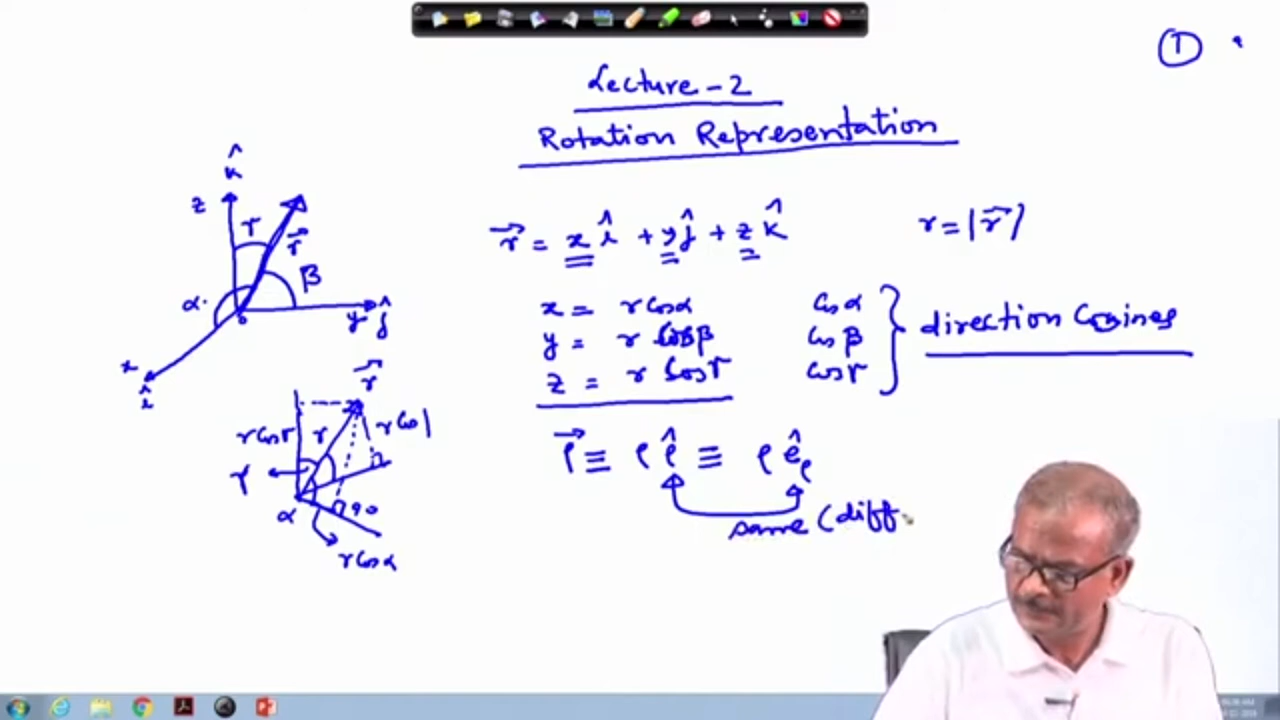 ①
Lecture - 2
Rotation Representation
k̂
z
γ
r⃗
β
α
o
y ĵ
x
î
r⃗ = x î + y ĵ + z k̂
r = |r⃗|
x = r cos α
y = r cos β
z = r cos γ
cos α
cos β
cos γ
direction Cosines
r⃗
r cos γ
r
r cos
γ
α
90
r cos α
ρ⃗ ≡ ρ ρ̂ ≡ ρ ê_ρ
same (diff